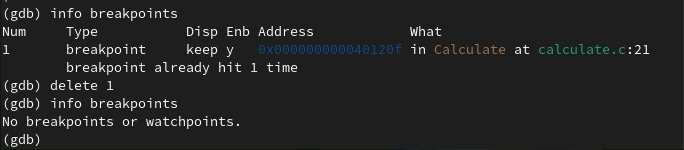 (gdb) info breakpoints
Num     Type           Disp Enb Address            What
1       breakpoint     keep y   0x000000000040120f in Calculate at calculate.c:21
        breakpoint already hit 1 time
(gdb) delete 1
(gdb) info breakpoints
No breakpoints or watchpoints.
(gdb)